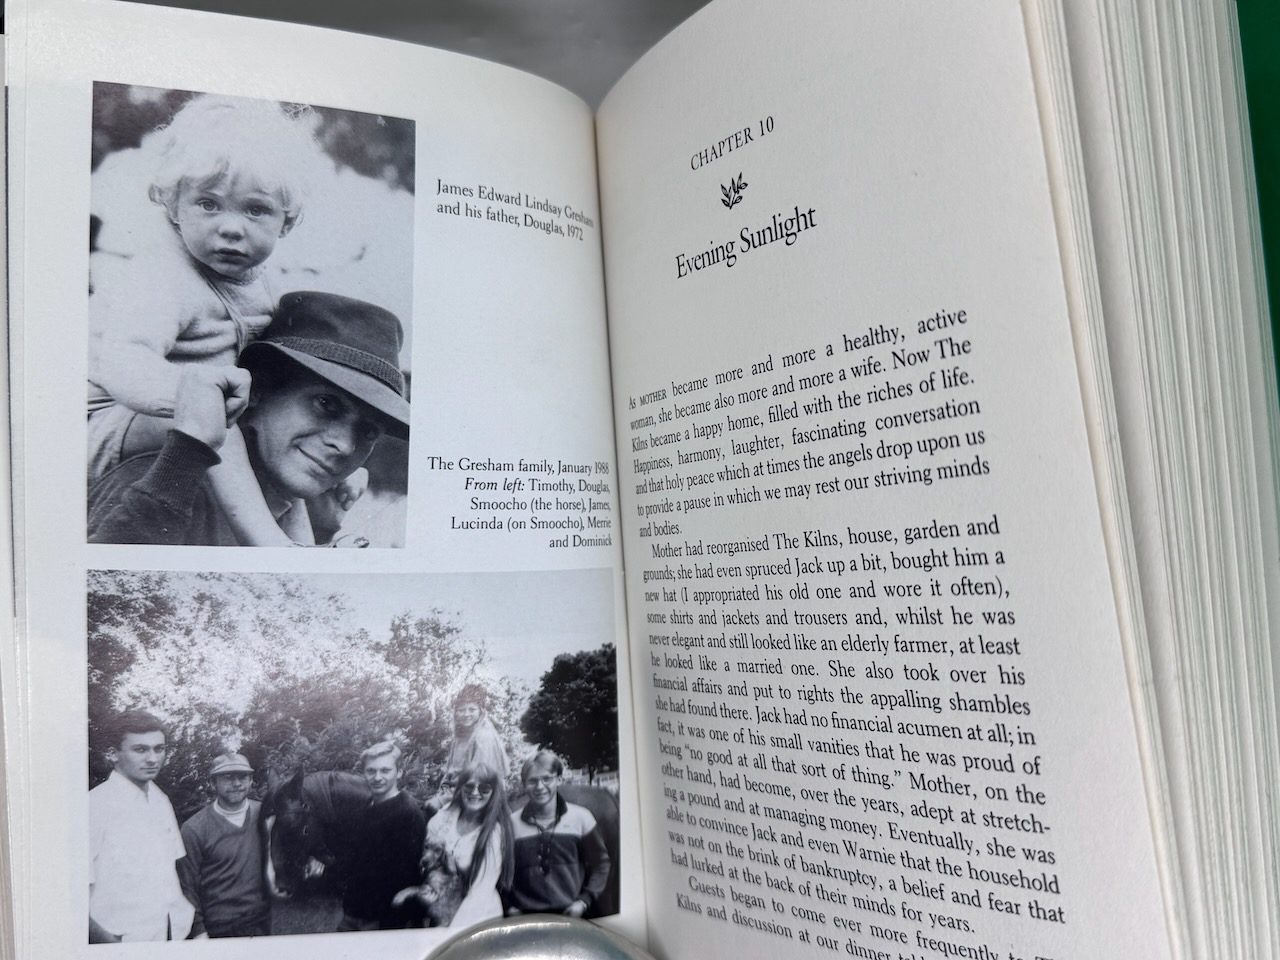 James Edward Lindsay Gresham
and his father, Douglas, 1972
The Gresham family, January 1988
From left: Timothy, Douglas,
Smoocho (the horse), James,
Lucinda (on Smoocho), Merrie
and Dominick
CHAPTER 10
Evening Sunlight
As MOTHER became more and more a healthy, active
woman, she became also more and more a wife. Now The
Kilns became a happy home, filled with the riches of life.
Happiness, harmony, laughter, fascinating conversation
and that holy peace which at times the angels drop upon us
to provide a pause in which we may rest our striving minds
and bodies.
Mother had reorganised The Kilns, house, garden and
grounds; she had even spruced Jack up a bit, bought him a
new hat (I appropriated his old one and wore it often),
some shirts and jackets and trousers and, whilst he was
never elegant and still looked like an elderly farmer, at least
he looked like a married one. She also took over his
financial affairs and put to rights the appalling shambles
she had found there. Jack had no financial acumen at all; in
fact, it was one of his small vanities that he was proud of
being "no good at all that sort of thing." Mother, on the
other hand, had become, over the years, adept at stretch-
ing a pound and at managing money. Eventually, she was
able to convince Jack and even Warnie that the household
was not on the brink of bankruptcy, a belief and fear that
had lurked at the back of their minds for years.
Guests began to come ever more frequently to
Kilns and discussion at our dinner